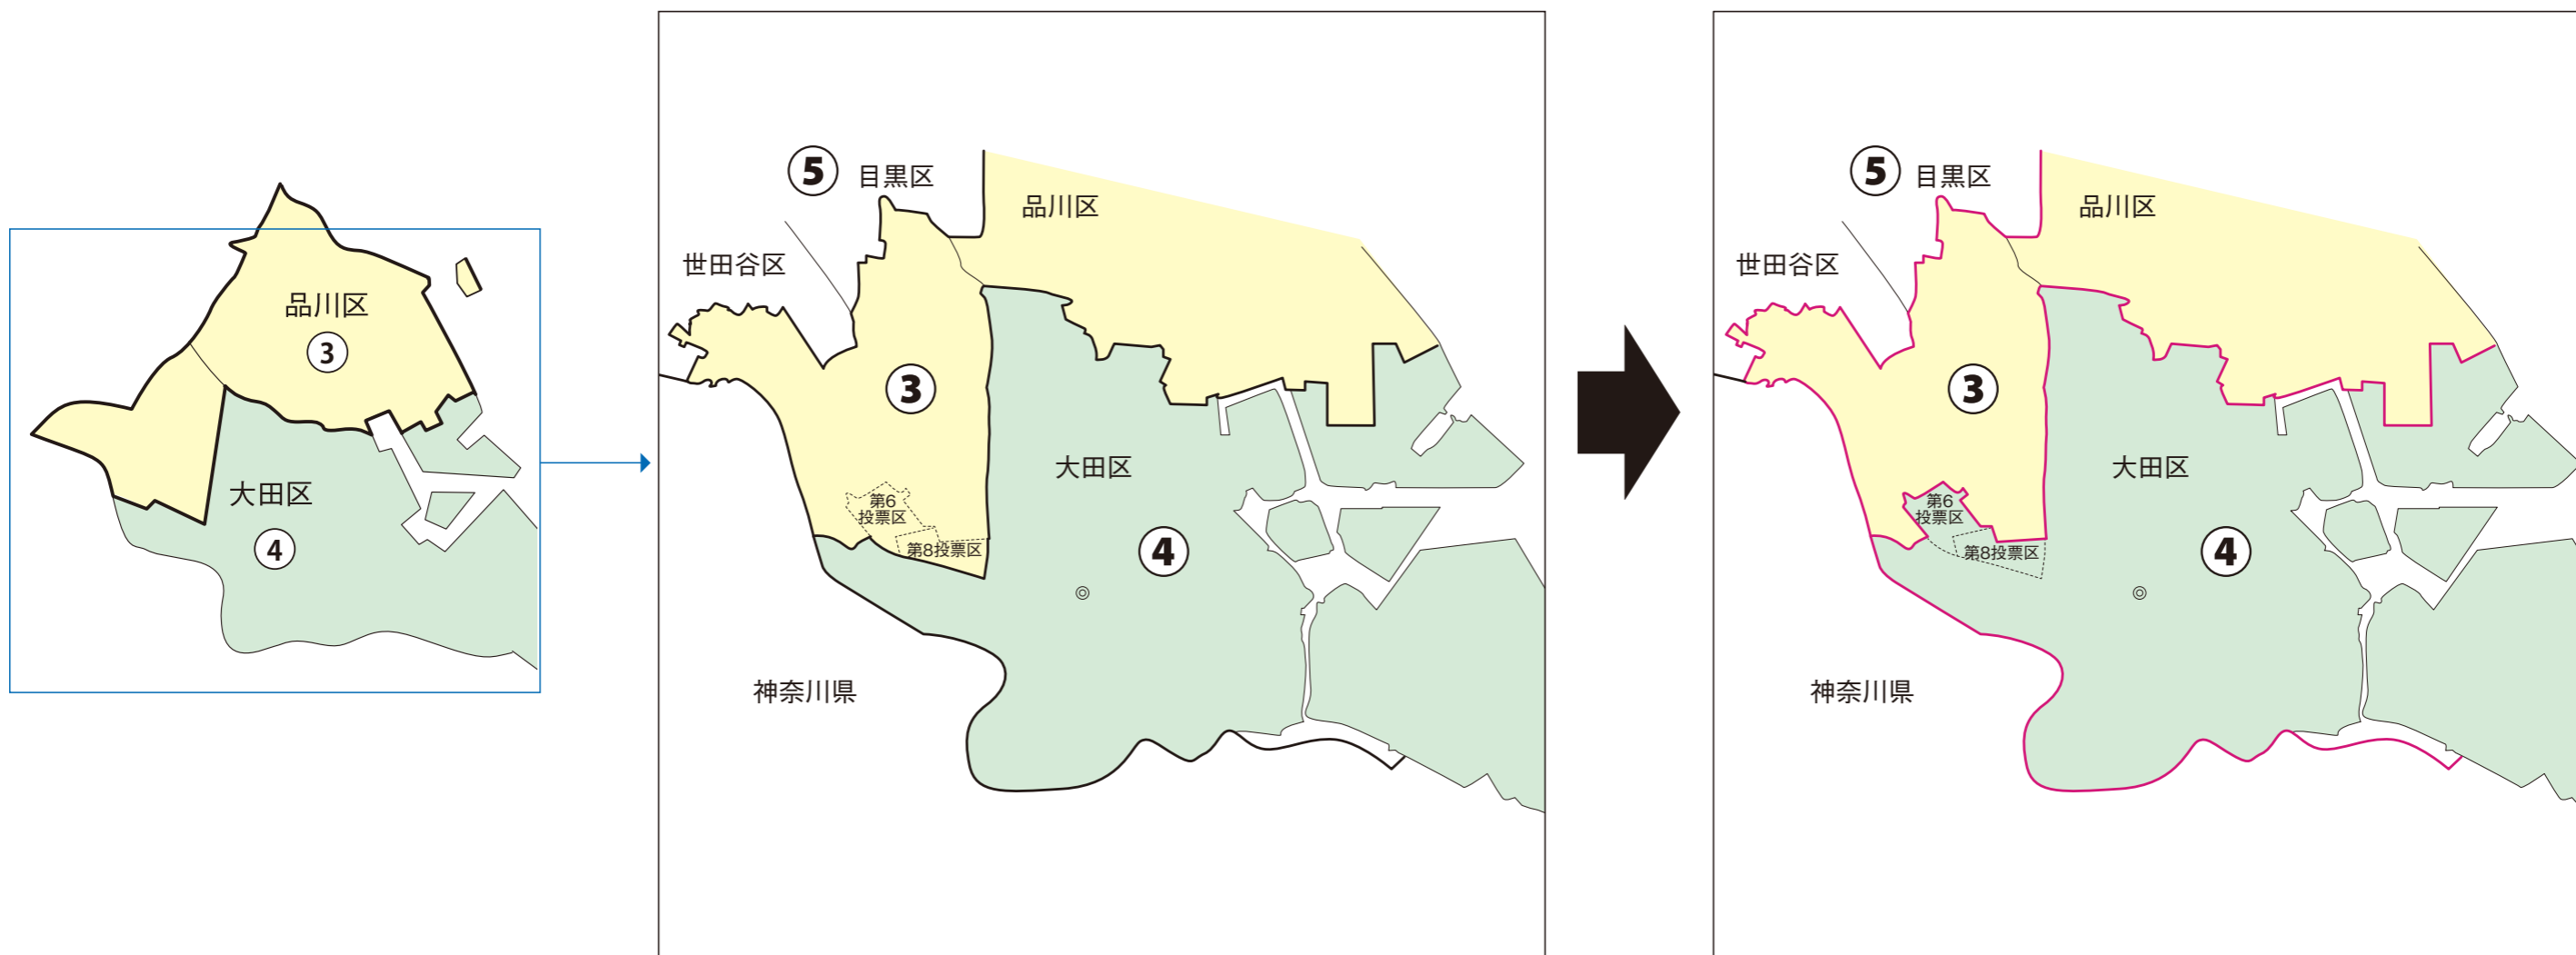 品川区
③
大田区
④
⑤
目黒区
品川区
世田谷区
③
大田区
第6
投票区
第8投票区
④
神奈川県
⑤
目黒区
品川区
世田谷区
③
大田区
第6
投票区
第8投票区
④
神奈川県